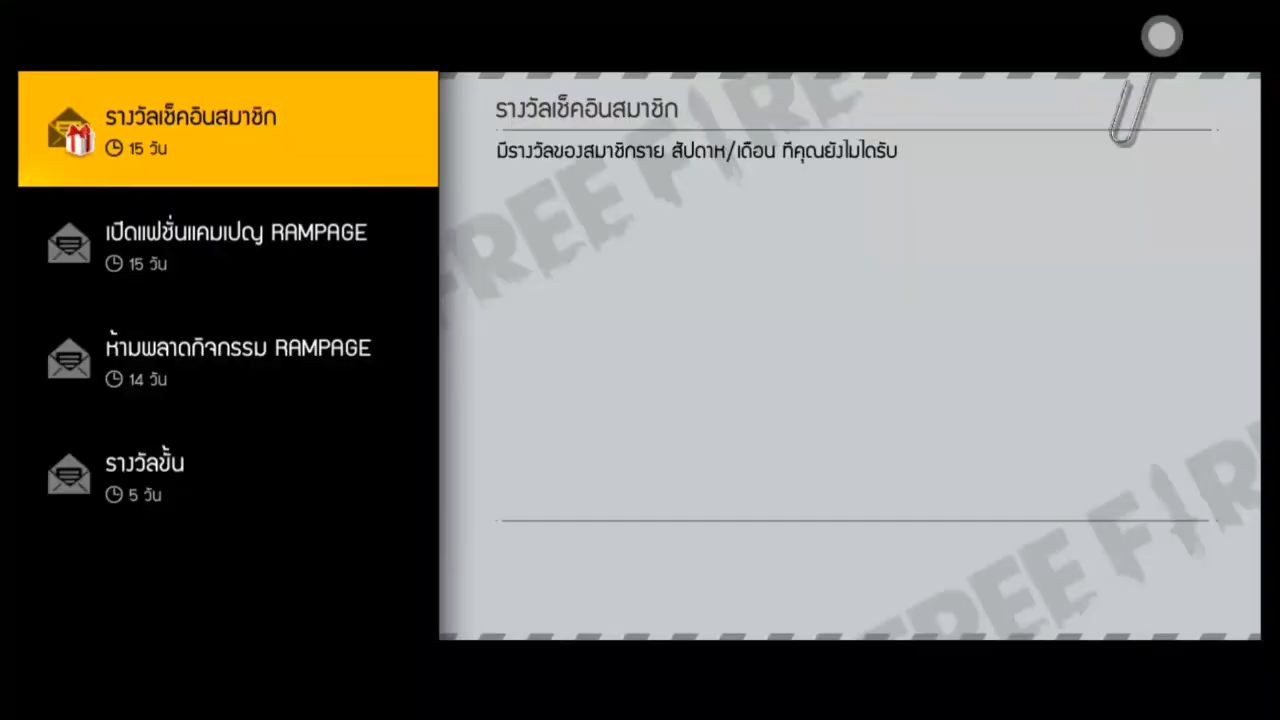 รางวัลเช็คอินสมาชิก
15 วัน
เปิดแฟชั่นแคมเปญ RAMPAGE
15 วัน
ห้ามพลาดกิจกรรม RAMPAGE
14 วัน
รางวัลขั้น
5 วัน
รางวัลเช็คอินสมาชิก
มีรางวัลของสมาชิกราย สัปดาห/เดือน ทีคุณยังไมไดรับ
FREE FIRE
FREE FIRE